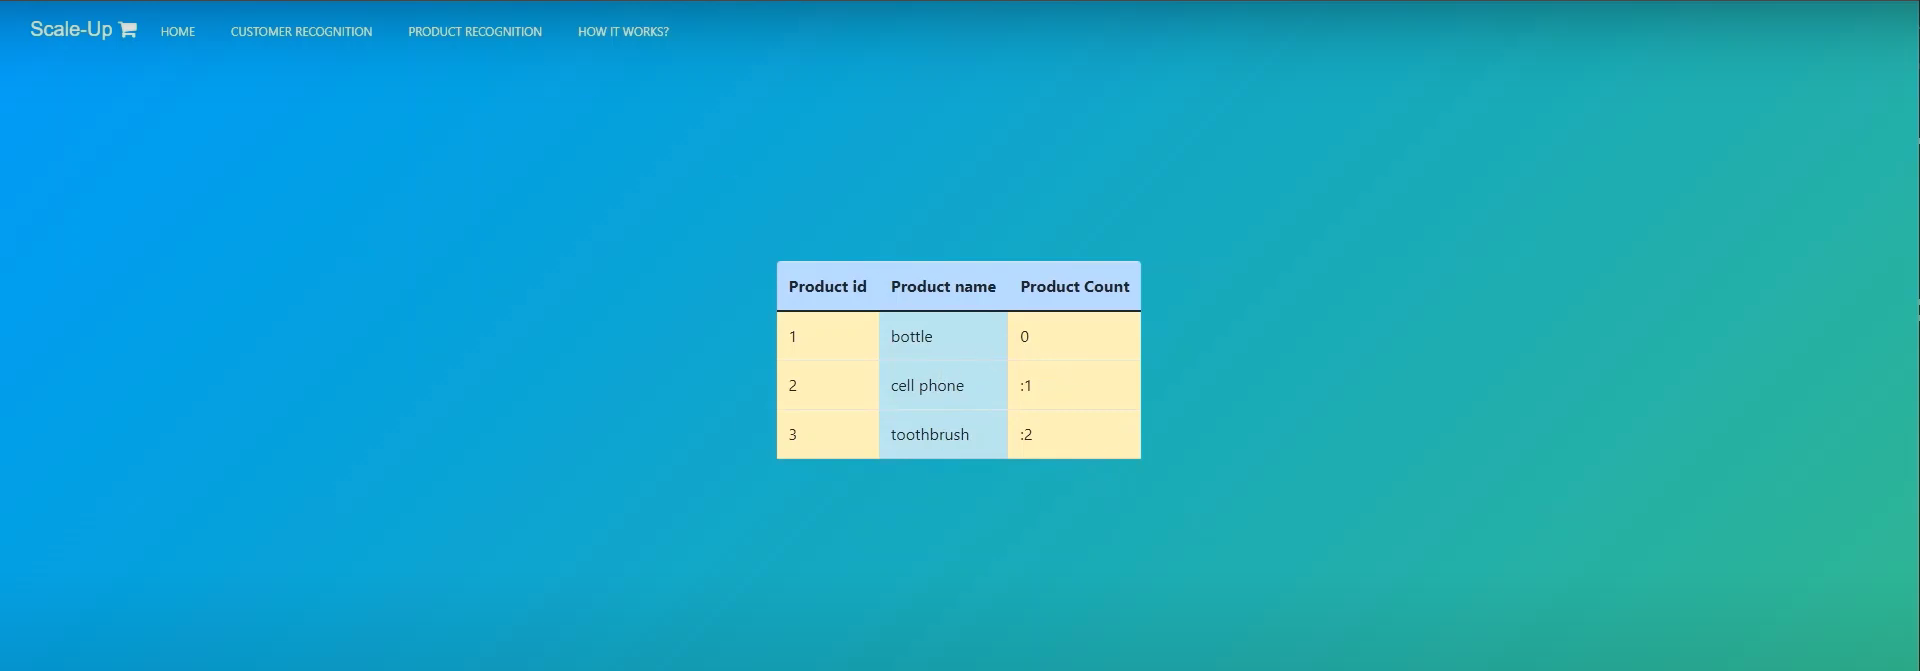 Scale-Up HOME CUSTOMER RECOGNITION PRODUCT RECOGNITION HOW IT WORKS?
Product id Product name Product Count
1 bottle 0
2 cell phone :1
3 toothbrush :2